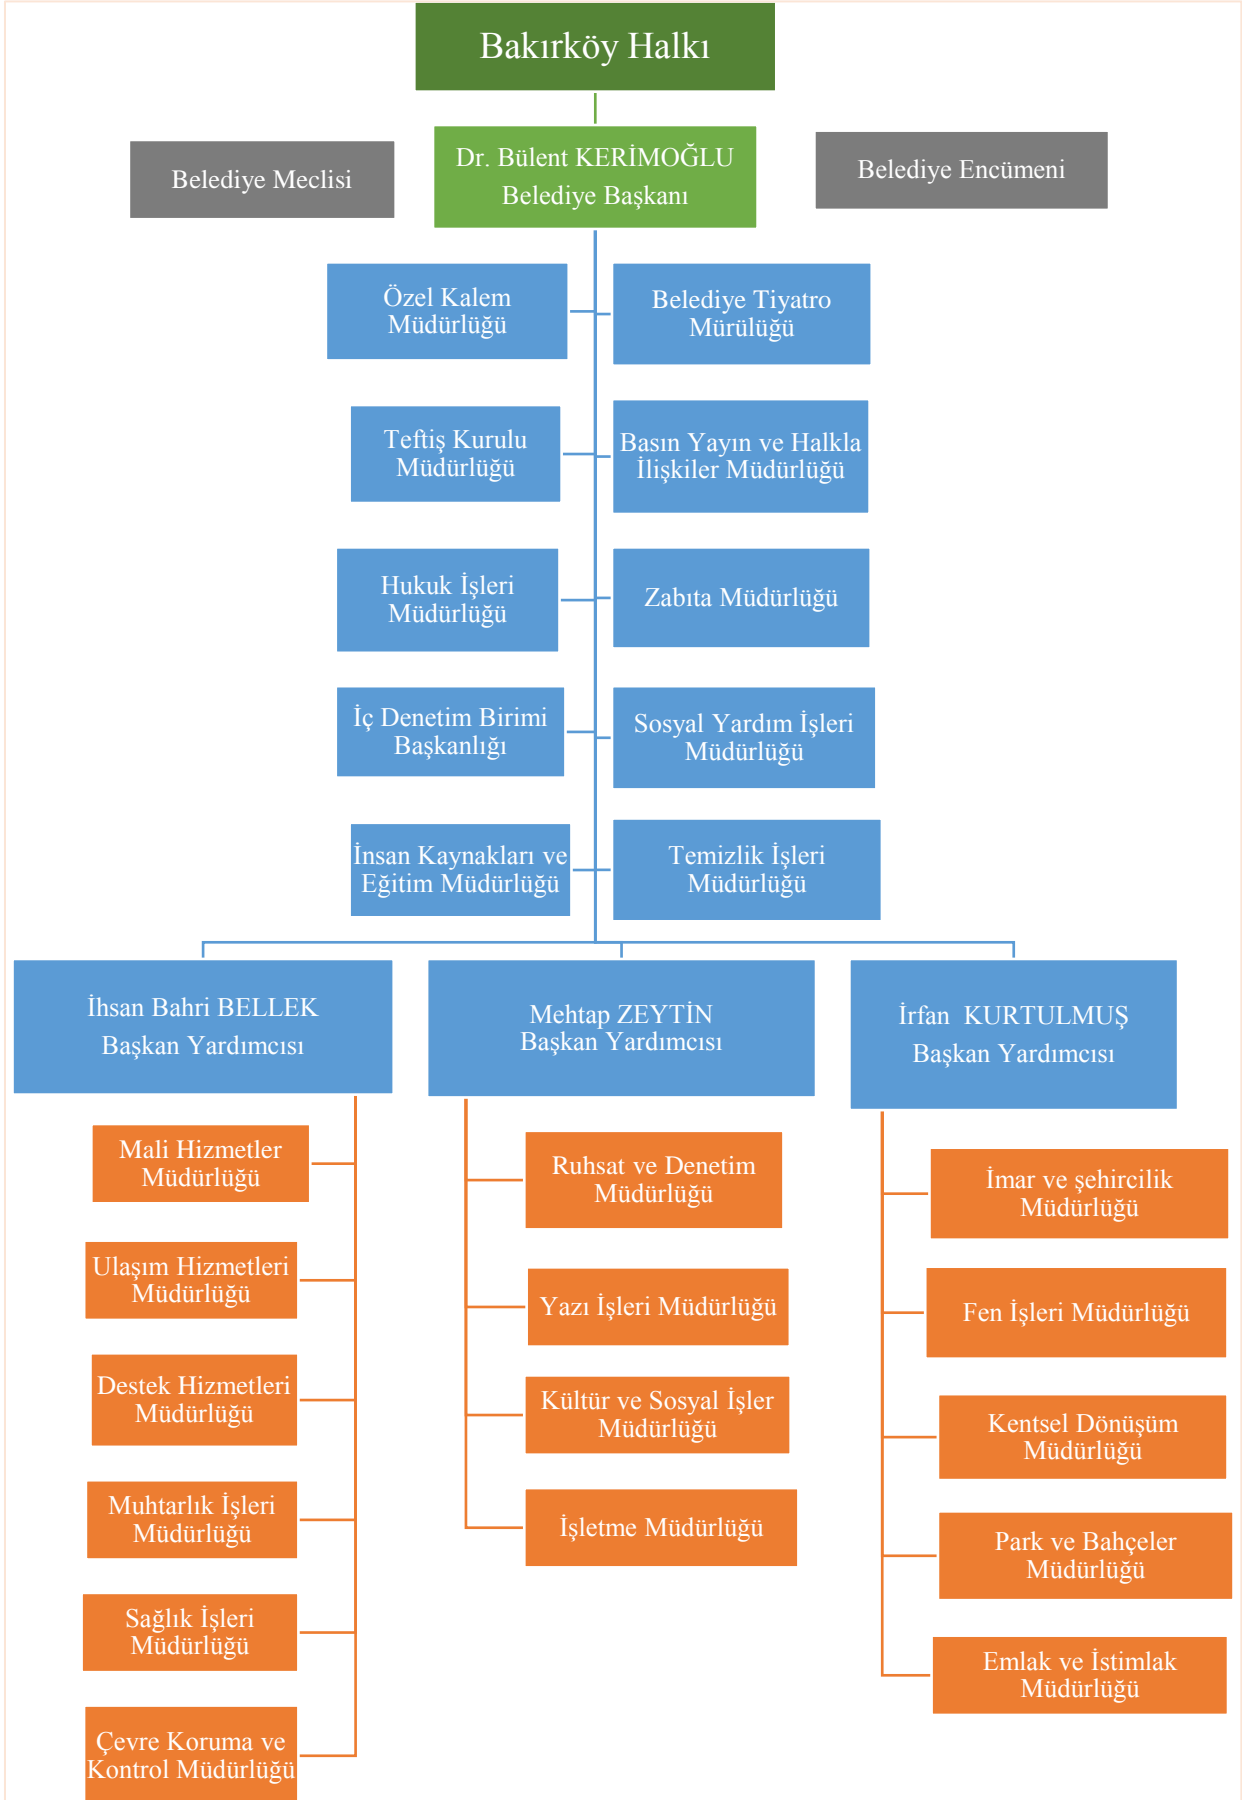 Bakırköy Halkı
Belediye Meclisi
Dr. Bülent KERİMOĞLU
Belediye Başkanı
Belediye Encümeni
Özel Kalem
Müdürlüğü
Belediye Tiyatro
Mürülüğü
Teftiş Kurulu
Müdürlüğü
Basın Yayın ve Halkla
İlişkiler Müdürlüğü
Hukuk İşleri
Müdürlüğü
Zabıta Müdürlüğü
İç Denetim Birimi
Başkanlığı
Sosyal Yardım İşleri
Müdürlüğü
İnsan Kaynakları ve
Eğitim Müdürlüğü
Temizlik İşleri
Müdürlüğü
İhsan Bahri BELLEK
Başkan Yardımcısı
Mehtap ZEYTİN
Başkan Yardımcısı
İrfan  KURTULMUŞ
Başkan Yardımcısı
Mali Hizmetler
Müdürlüğü
Ulaşım Hizmetleri
Müdürlüğü
Destek Hizmetleri
Müdürlüğü
Muhtarlık İşleri
Müdürlüğü
Sağlık İşleri
Müdürlüğü
Çevre Koruma ve
Kontrol Müdürlüğü
Ruhsat ve Denetim
Müdürlüğü
Yazı İşleri Müdürlüğü
Kültür ve Sosyal İşler
Müdürlüğü
İşletme Müdürlüğü
İmar ve şehircilik
Müdürlüğü
Fen İşleri Müdürlüğü
Kentsel Dönüşüm
Müdürlüğü
Park ve Bahçeler
Müdürlüğü
Emlak ve İstimlak
Müdürlüğü